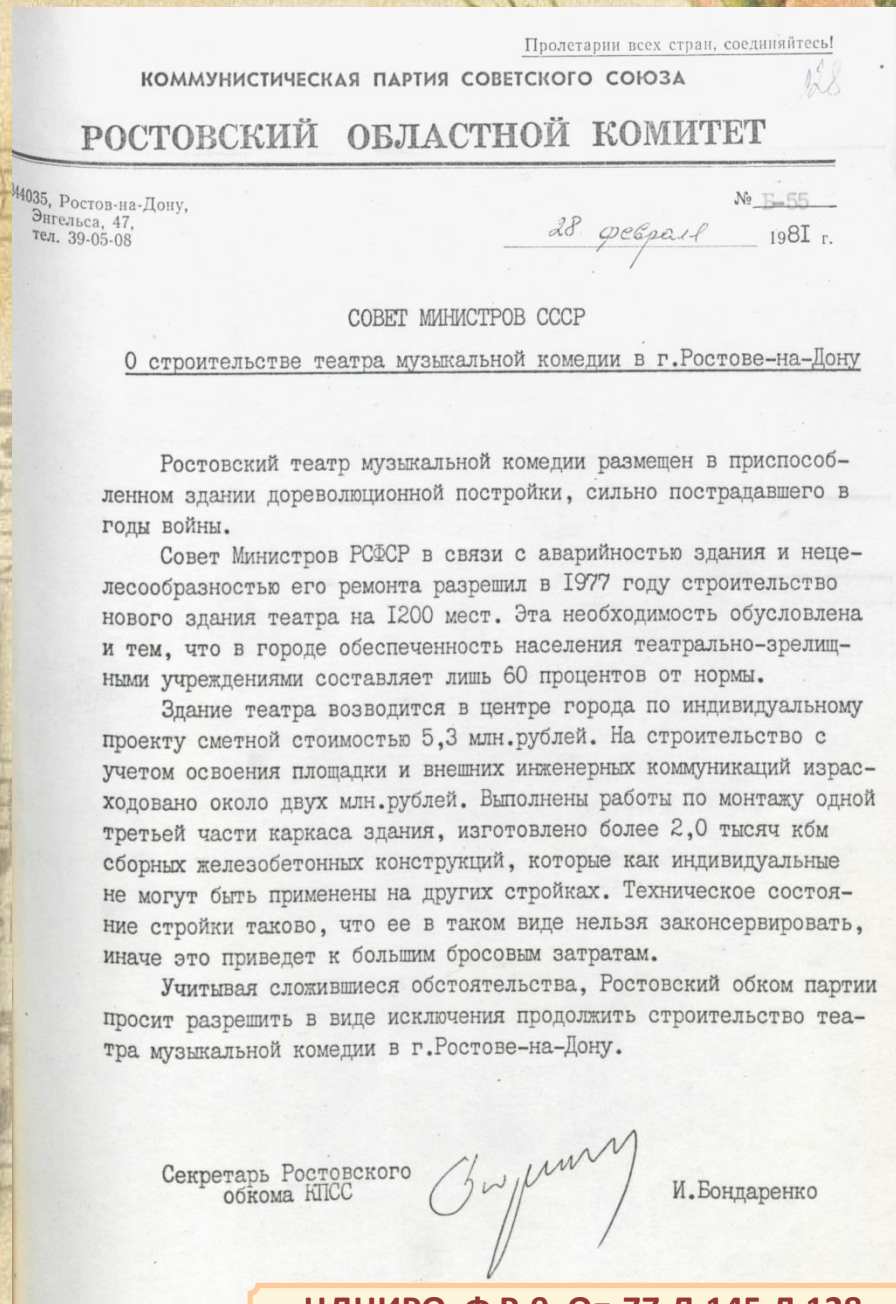 Пролетарии всех стран, соединяйтесь!
128
КОММУНИСТИЧЕСКАЯ ПАРТИЯ СОВЕТСКОГО СОЮЗА
РОСТОВСКИЙ ОБЛАСТНОЙ КОМИТЕТ
344035, Ростов-на-Дону,
Энгельса, 47,
тел. 39-05-08
№ Б-55
28 февраля 1981 г.
СОВЕТ МИНИСТРОВ СССР
О строительстве театра музыкальной комедии в г.Ростове-на-Дону
Ростовский театр музыкальной комедии размещен в приспособ-
ленном здании дореволюционной постройки, сильно пострадавшего в
годы войны.
Совет Министров РСФСР в связи с аварийностью здания и неце-
лесообразностью его ремонта разрешил в 1977 году строительство
нового здания театра на 1200 мест. Эта необходимость обусловлена
и тем, что в городе обеспеченность населения театрально-зрелищ-
ными учреждениями составляет лишь 60 процентов от нормы.
Здание театра возводится в центре города по индивидуальному
проекту сметной стоимостью 5,3 млн.рублей. На строительство с
учетом освоения площадки и внешних инженерных коммуникаций израс-
ходовано около двух млн.рублей. Выполнены работы по монтажу одной
третьей части каркаса здания, изготовлено более 2,0 тысяч кбм
сборных железобетонных конструкций, которые как индивидуальные
не могут быть применены на других стройках. Техническое состоя-
ние стройки таково, что ее в таком виде нельзя законсервировать,
иначе это приведет к большим бросовым затратам.
Учитывая сложившиеся обстоятельства, Ростовский обком партии
просит разрешить в виде исключения продолжить строительство теа-
тра музыкальной комедии в г.Ростове-на-Дону.
Секретарь Ростовского
обкома КПСС
И.Бондаренко